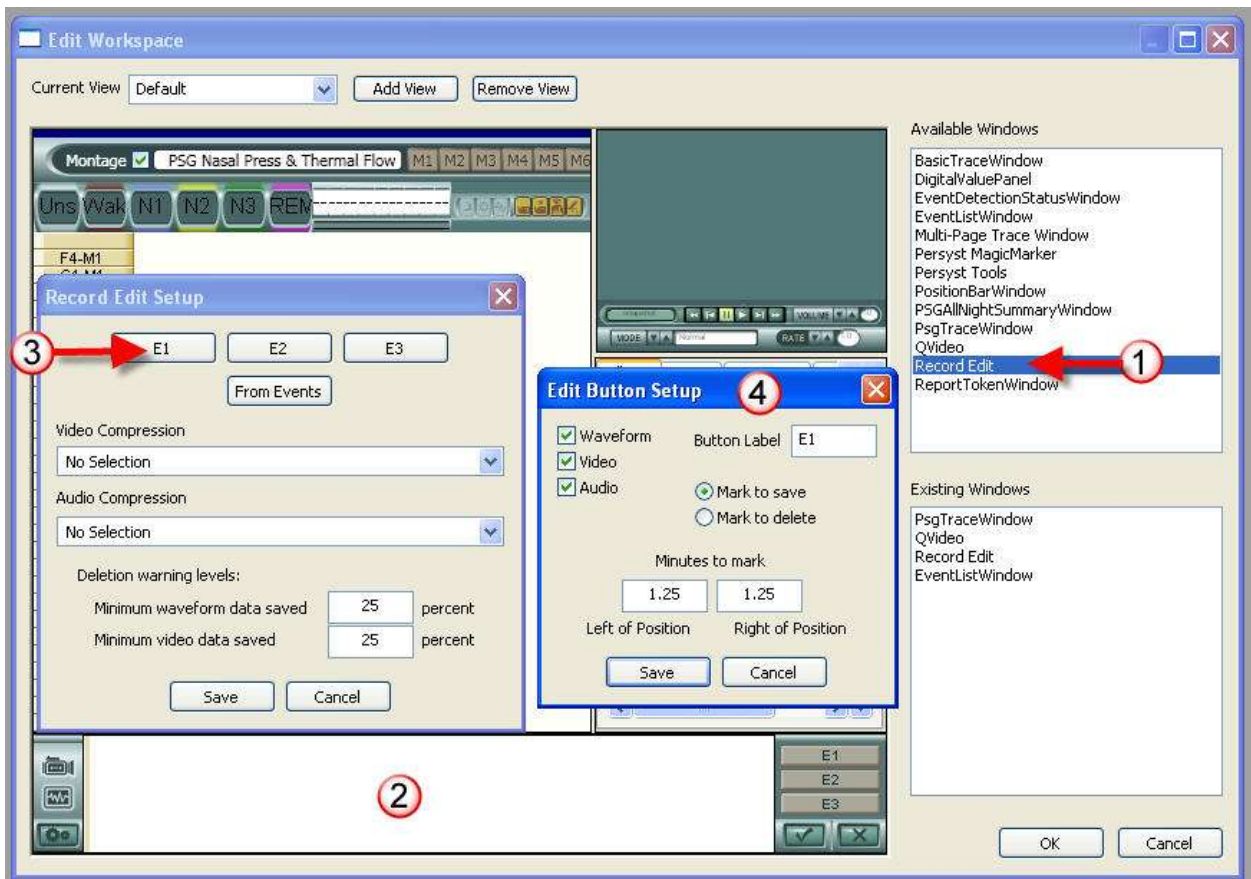 Edit Workspace
Current View Default Add View Remove View
Montage PSG Nasal Press & Thermal Flow M1 M2 M3 M4 M5 M6
Uns Wak N1 N2 N3 REM
F4-M1
VOLUME
MODE Normal RATE
Record Edit Setup
3
E1 E2 E3
From Events
Video Compression
No Selection
Audio Compression
No Selection
Deletion warning levels:
Minimum waveform data saved 25 percent
Minimum video data saved 25 percent
Save Cancel
Edit Button Setup 4
Waveform
Video
Audio
Button Label E1
Mark to save
Mark to delete
Minutes to mark
1.25 1.25
Left of Position Right of Position
Save Cancel
2
E1
E2
E3
Available Windows
BasicTraceWindow
DigitalValuePanel
EventDetectionStatusWindow
EventListWindow
Multi-Page Trace Window
Persyst MagicMarker
Persyst Tools
PositionBarWindow
PSGAllNightSummaryWindow
PsgTraceWindow
QVideo
Record Edit 1
ReportTokenWindow
Existing Windows
PsgTraceWindow
QVideo
Record Edit
EventListWindow
OK Cancel